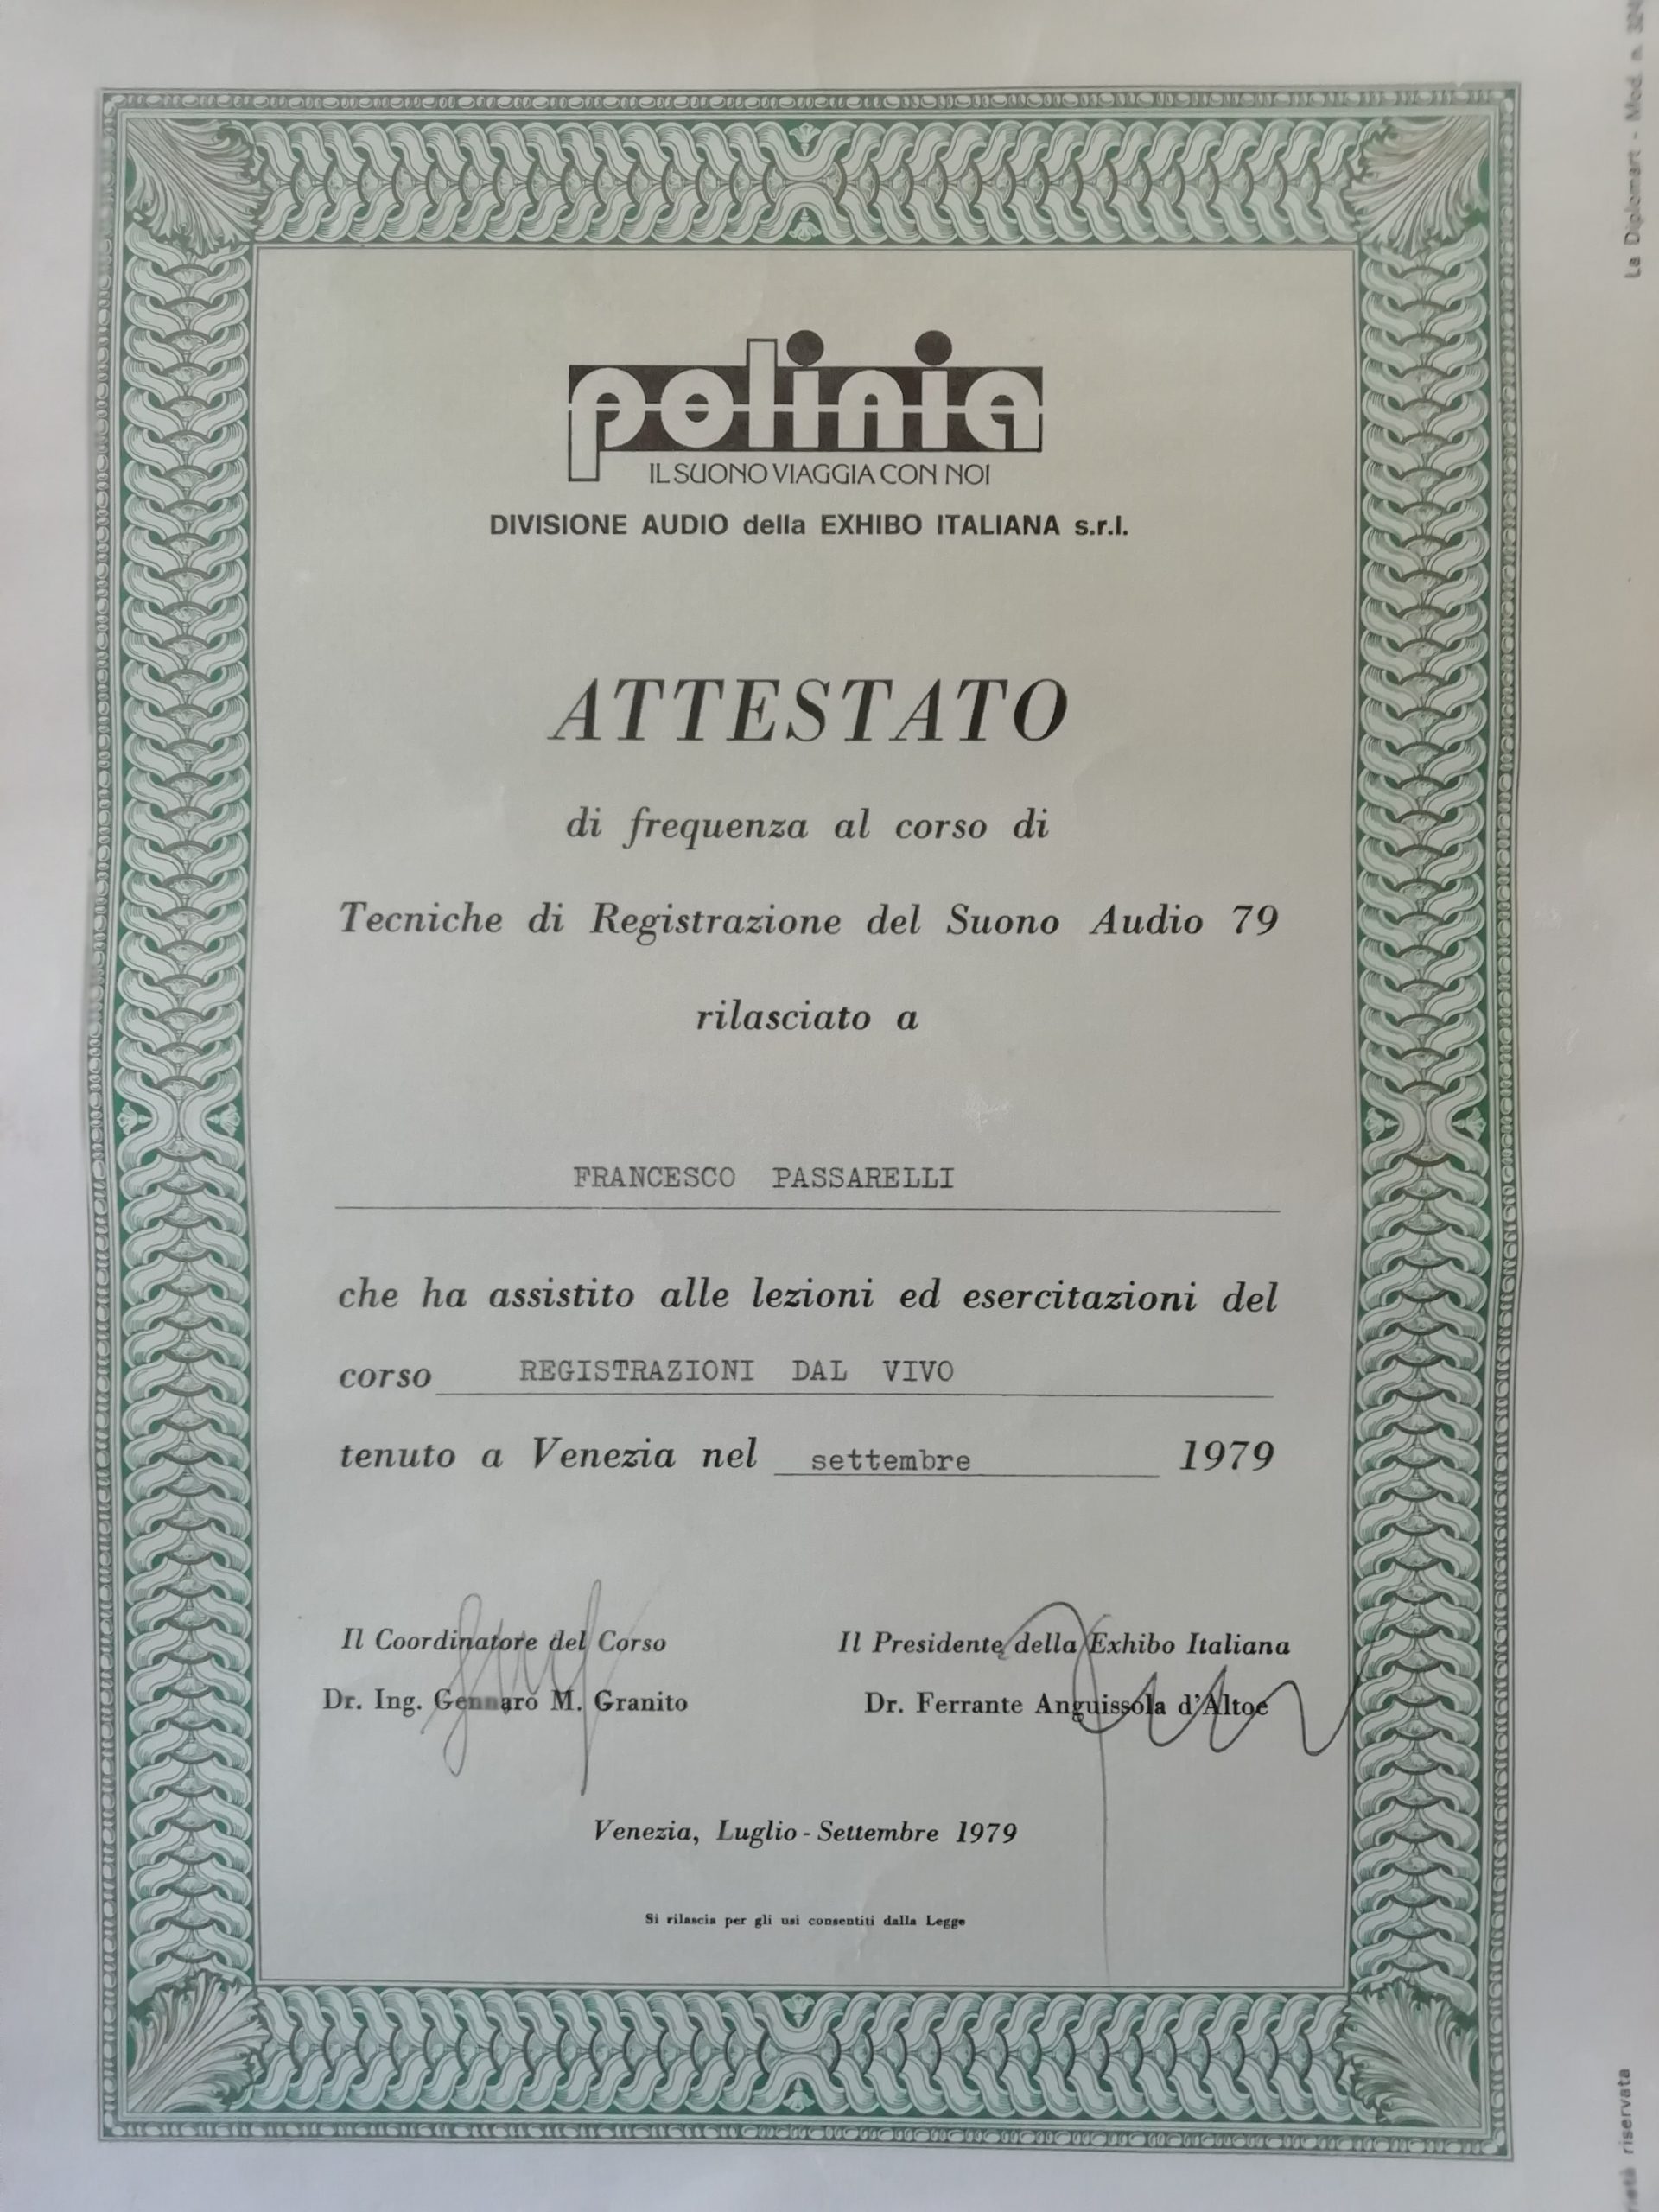 polinia
IL SUONO VIAGGIA CON NOI
DIVISIONE AUDIO della EXHIBO ITALIANA s.r.l.
ATTESTATO
di frequenza al corso di
Tecniche di Registrazione del Suono Audio 79
rilasciato a
FRANCESCO PASSARELLI
che ha assistito alle lezioni ed esercitazioni del
corso REGISTRAZIONI DAL VIVO
tenuto a Venezia nel settembre 1979
Il Coordinatore del Corso
Dr. Ing. Gennaro M. Granito
Il Presidente della Exhibo Italiana
Dr. Ferrante Anguissola d'Altoe
Venezia, Luglio - Settembre 1979
Si rilascia per gli usi consentiti dalla Legge
La Diplomart - Mod. n.
riservata